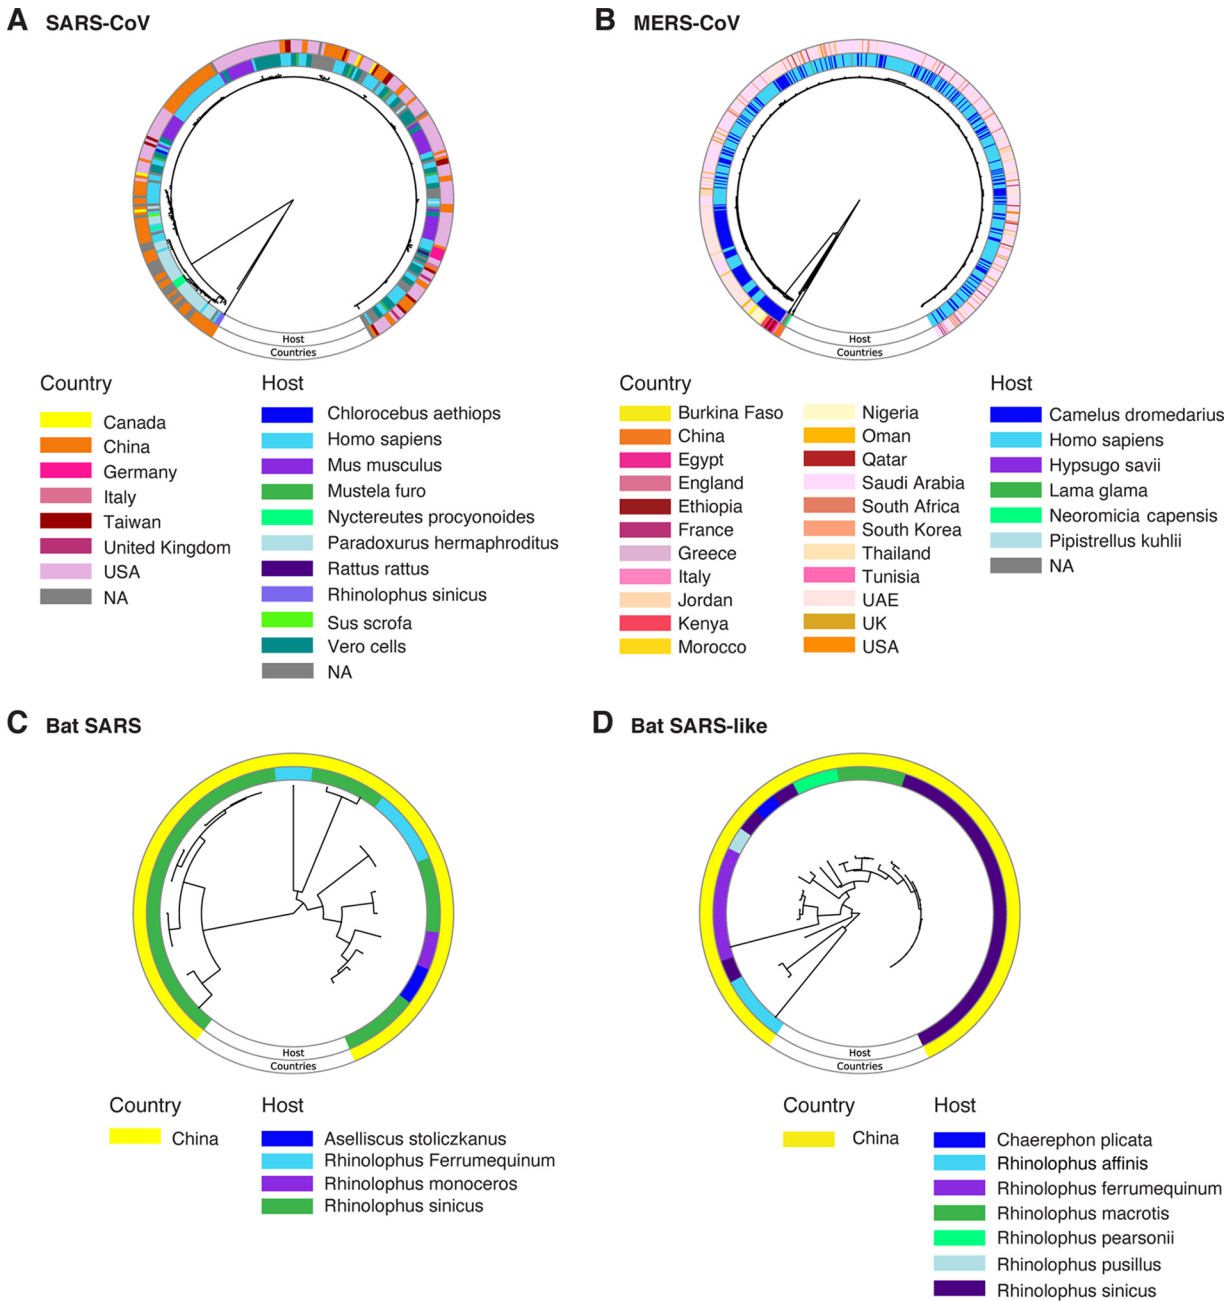 A SARS-CoV
B MERS-CoV
Host
Countries
Host
Countries
Country
Canada
China
Germany
Italy
Taiwan
United Kingdom
USA
NA
Host
Chlorocebus aethiops
Homo sapiens
Mus musculus
Mustela furo
Nyctereutes procyonoides
Paradoxurus hermaphroditus
Rattus rattus
Rhinolophus sinicus
Sus scrofa
Vero cells
NA
Country
Burkina Faso
China
Egypt
England
Ethiopia
France
Greece
Italy
Jordan
Kenya
Morocco
Nigeria
Oman
Qatar
Saudi Arabia
South Africa
South Korea
Thailand
Tunisia
UAE
UK
USA
Host
Camelus dromedarius
Homo sapiens
Hypsugo savii
Lama glama
Neoromicia capensis
Pipistrellus kuhlii
NA
C Bat SARS
D Bat SARS-like
Host
Countries
Host
Countries
Country
China
Host
Aselliscus stoliczkanus
Rhinolophus Ferrumequinum
Rhinolophus monoceros
Rhinolophus sinicus
Country
China
Host
Chaerephon plicata
Rhinolophus affinis
Rhinolophus ferrumequinum
Rhinolophus macrotis
Rhinolophus pearsonii
Rhinolophus pusillus
Rhinolophus sinicus